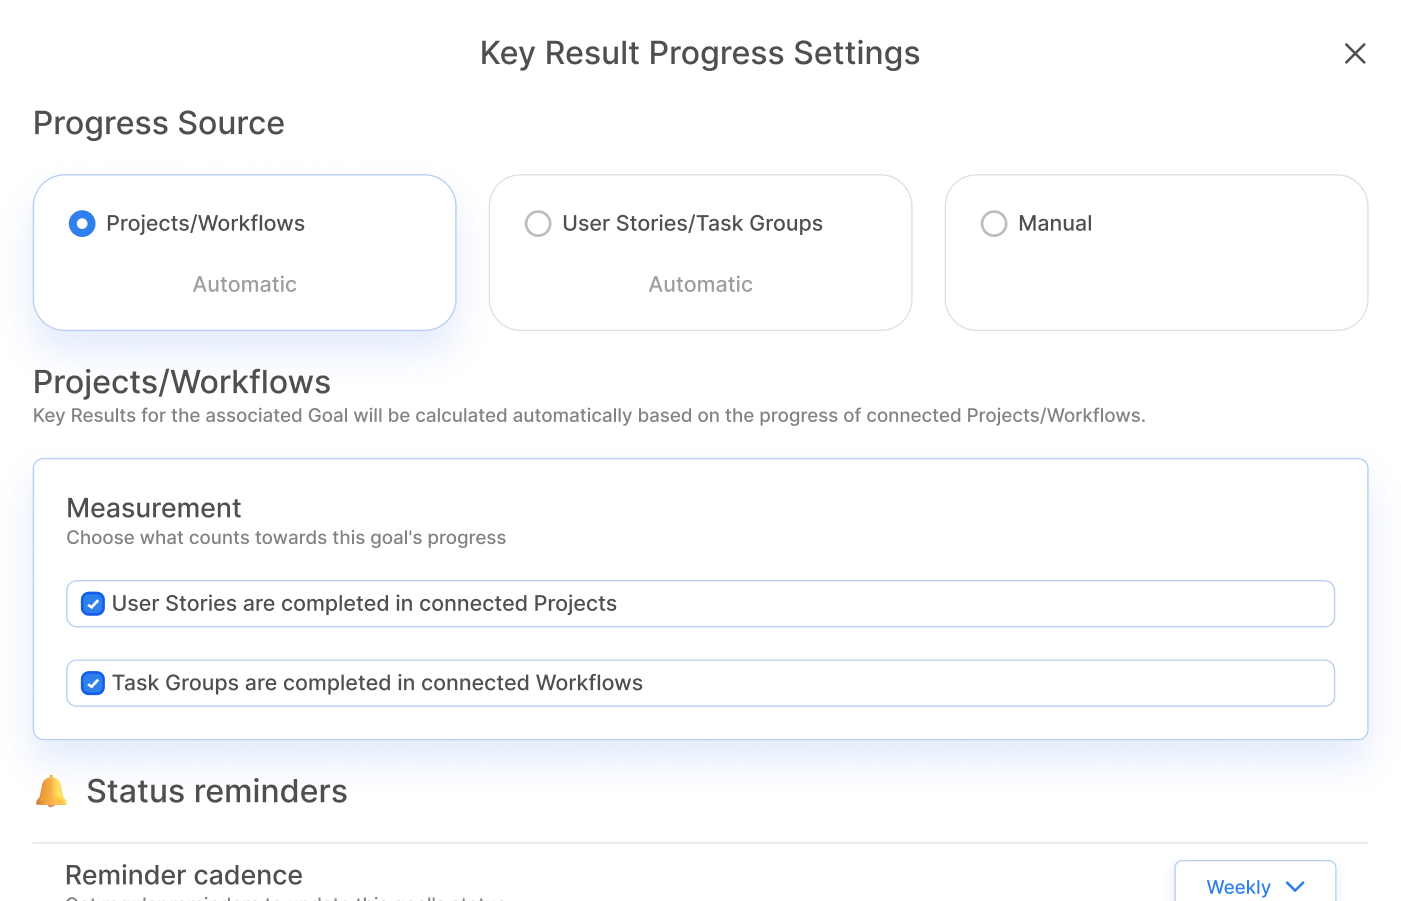 Key Result Progress Settings
Progress Source
Projects/Workflows
Automatic
User Stories/Task Groups
Automatic
Manual
Projects/Workflows
Key Results for the associated Goal will be calculated automatically based on the progress of connected Projects/Workflows.
Measurement
Choose what counts towards this goal's progress
User Stories are completed in connected Projects
Task Groups are completed in connected Workflows
Status reminders
Reminder cadence
Weekly